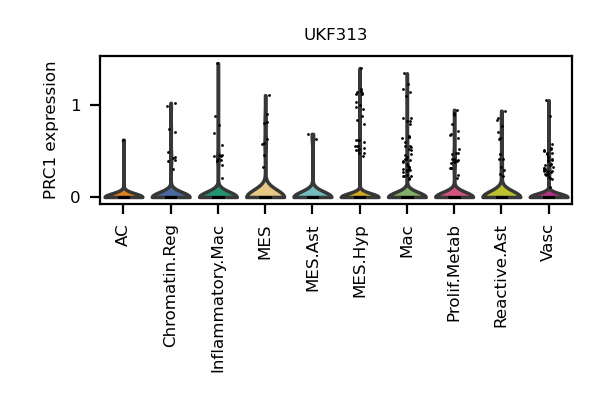 UKF313
PRC1 expression
1
0
AC
Chromatin.Reg
Inflammatory.Mac
MES
MES.Ast
MES.Hyp
Mac
Prolif.Metab
Reactive.Ast
Vasc